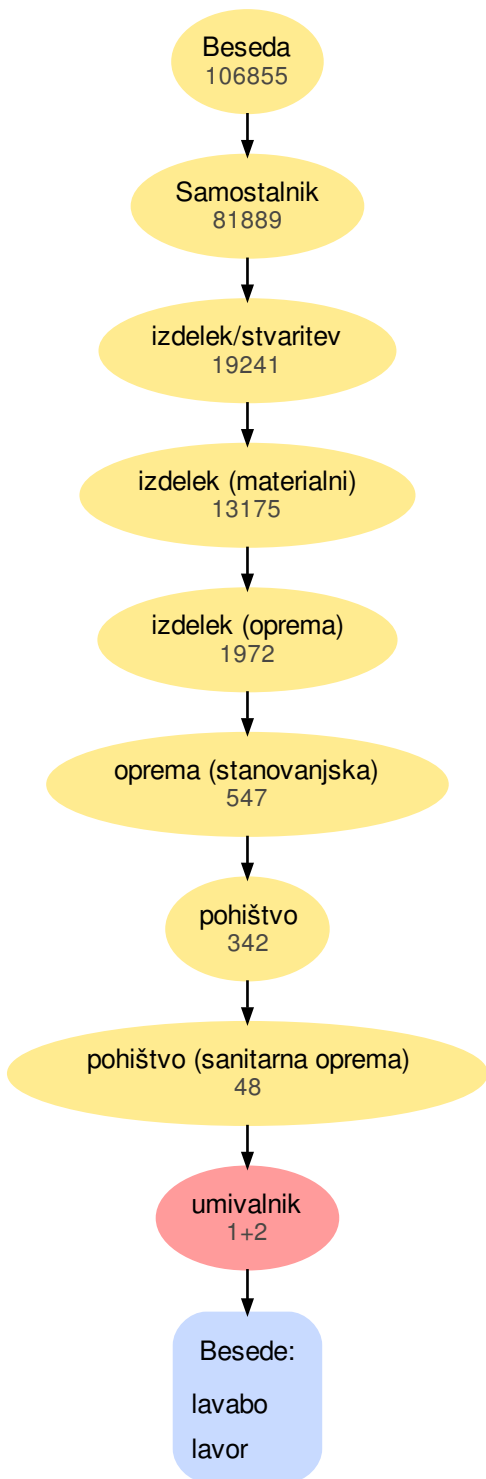 Beseda
106855
Samostalnik
81889
izdelek/stvaritev
19241
izdelek (materialni)
13175
izdelek (oprema)
1972
oprema (stanovanjska)
547
pohištvo
342
pohištvo (sanitarna oprema)
48
umivalnik
1+2
Besede:
lavabo
lavor